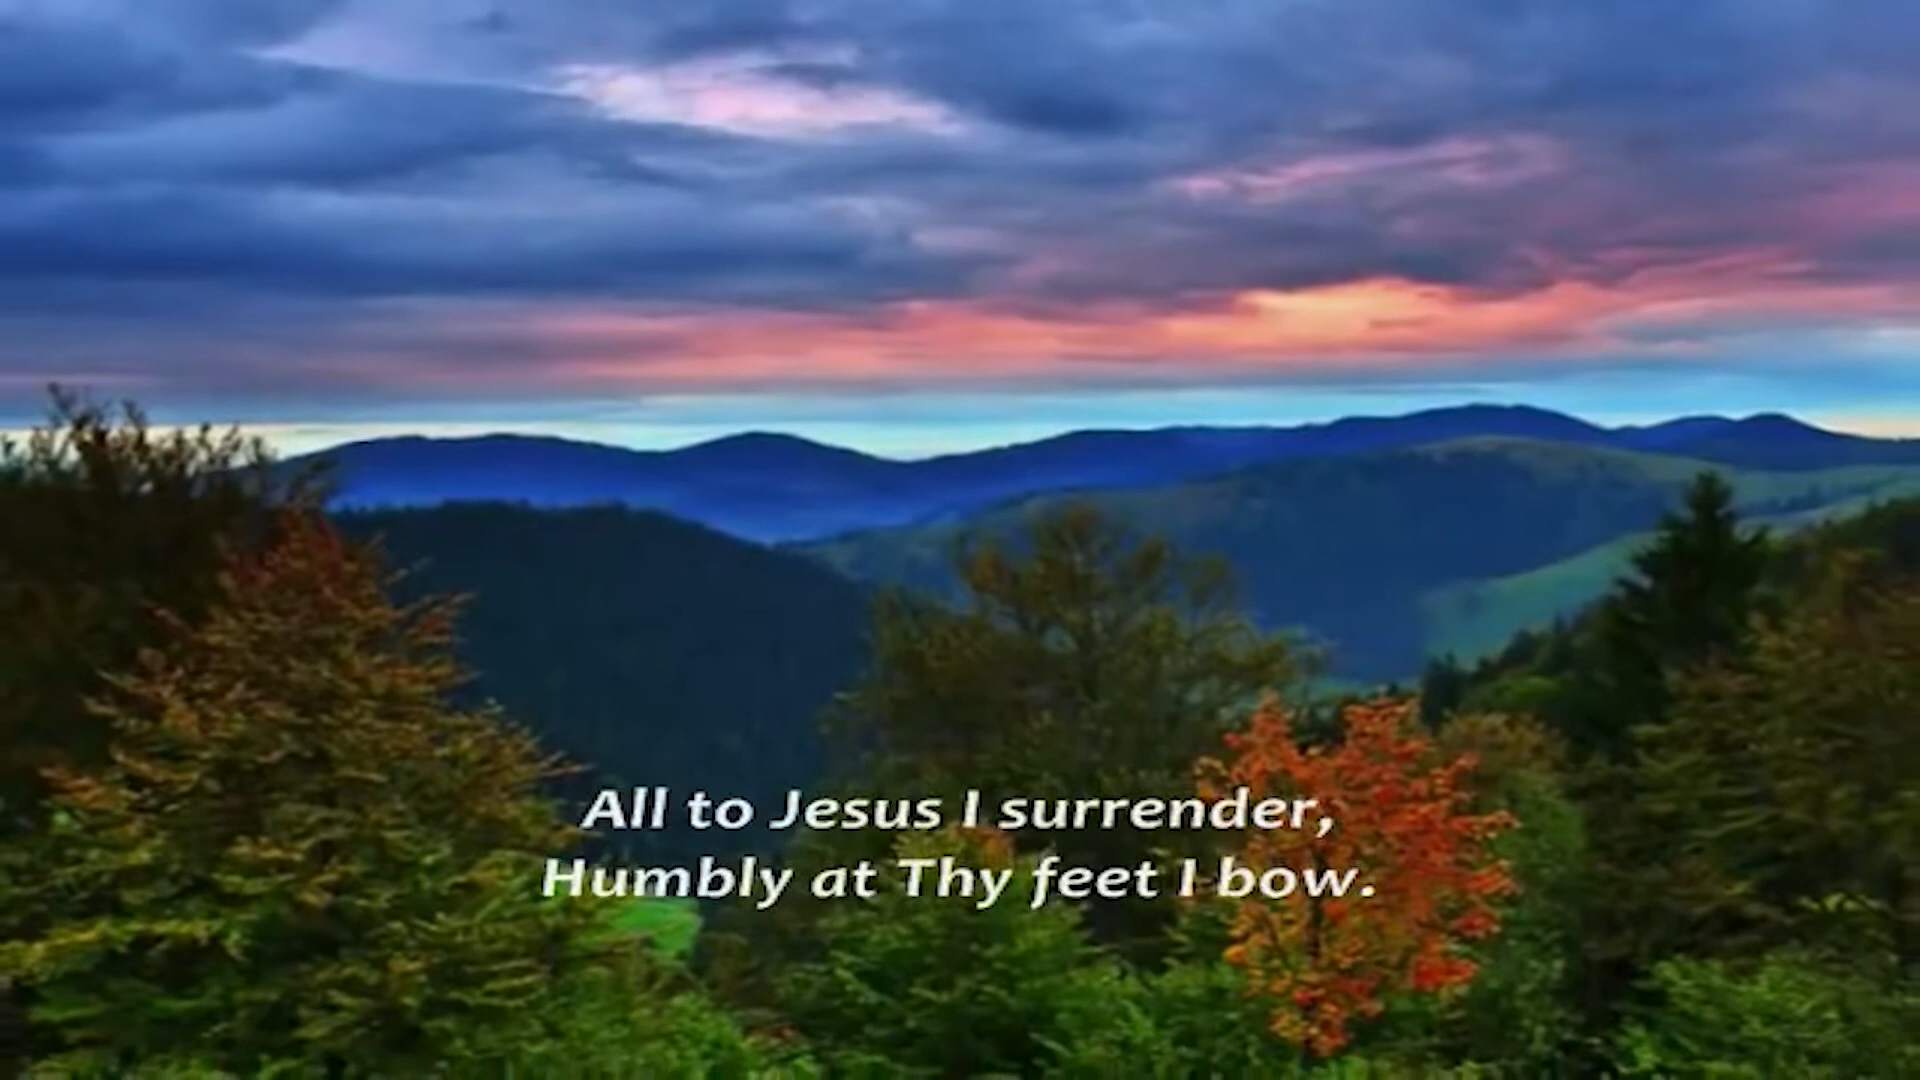 All to Jesus I surrender,
Humbly at Thy feet I bow.